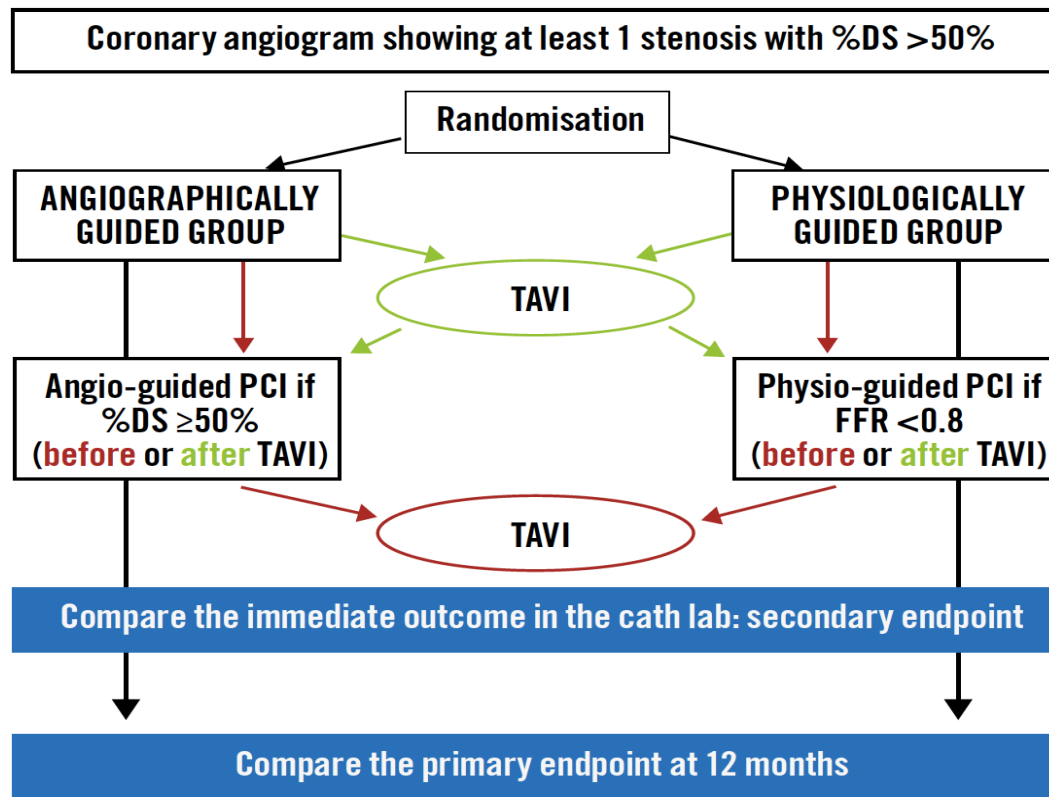 Coronary angiogram showing at least 1 stenosis with %DS >50%
Randomisation
ANGIOGRAPHICALLY
GUIDED GROUP
PHYSIOLOGICALLY
GUIDED GROUP
TAVI
Angio-guided PCI if
%DS ≥50%
(before or after TAVI)
Physio-guided PCI if
FFR <0.8
(before or after TAVI)
TAVI
Compare the immediate outcome in the cath lab: secondary endpoint
Compare the primary endpoint at 12 months